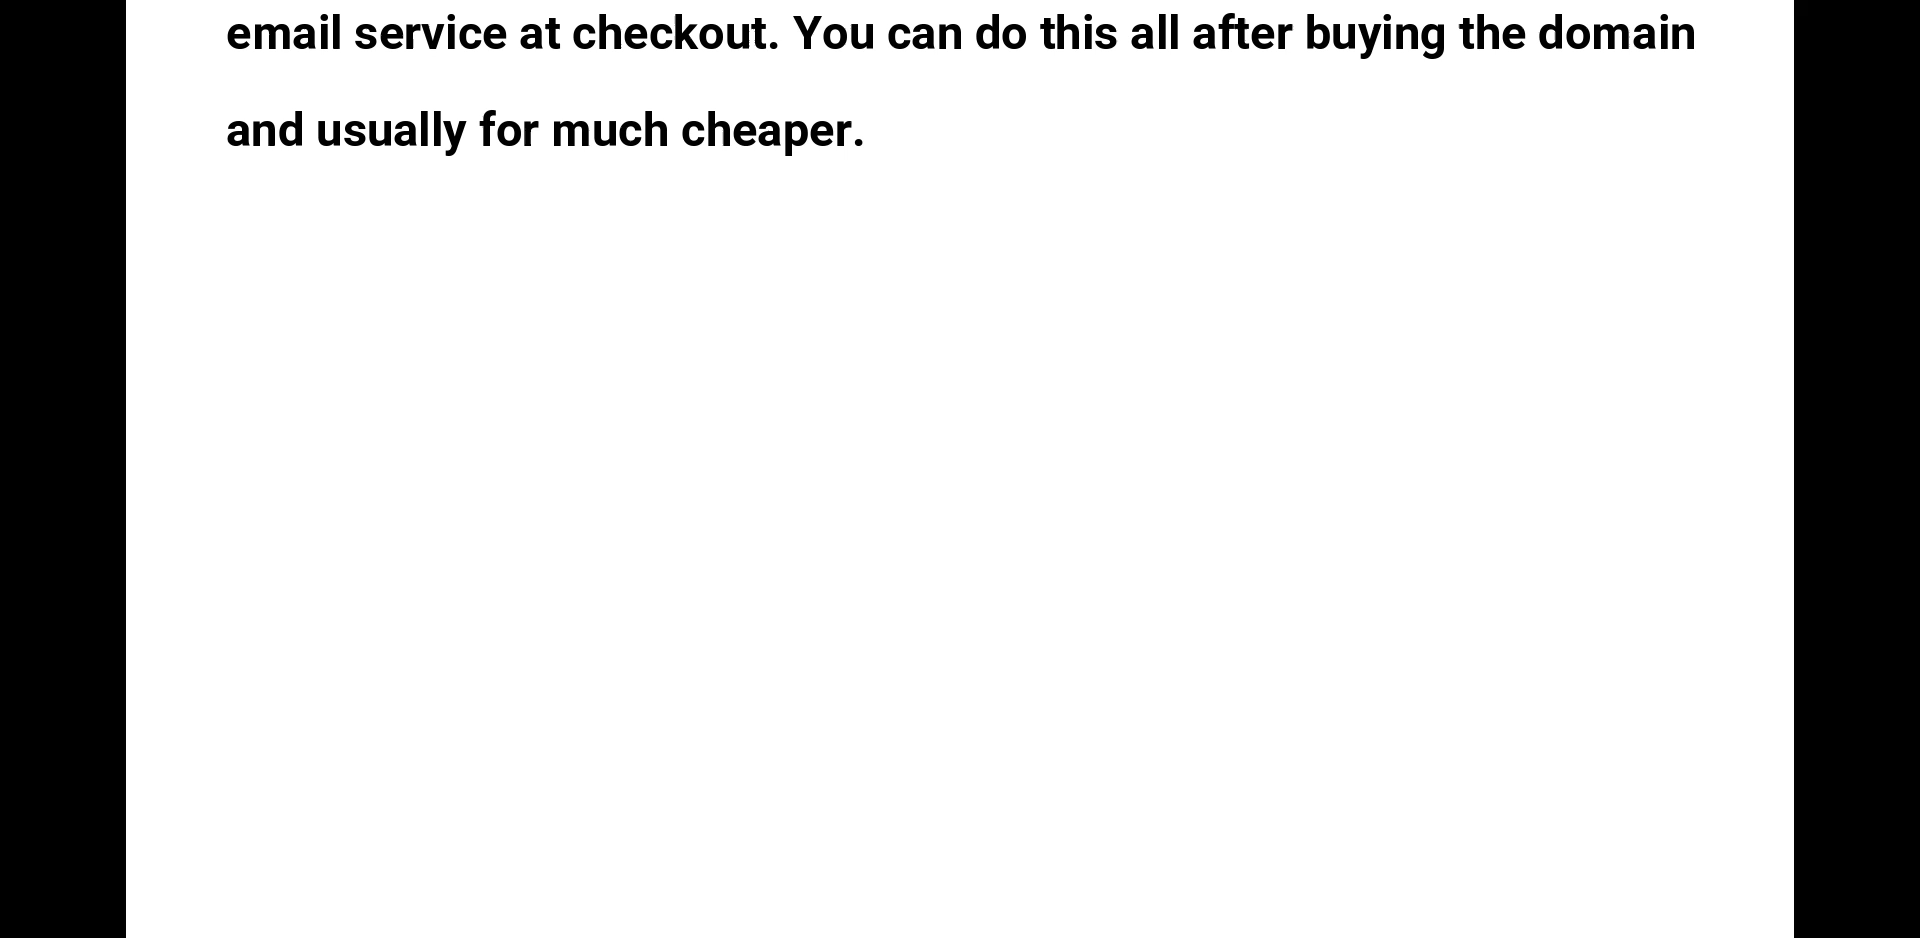 email service at checkout. You can do this all after buying the domain
and usually for much cheaper.